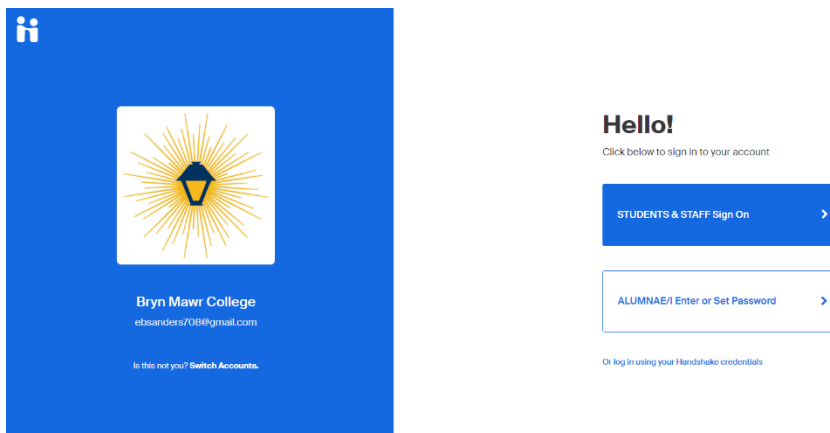 Bryn Mawr College
ebsanders708@gmail.com
Is this not you? Switch Accounts.
Hello!
Click below to sign in to your account
STUDENTS & STAFF Sign On
ALUMNAE/I Enter or Set Password
Or log in using your Handshake credentials